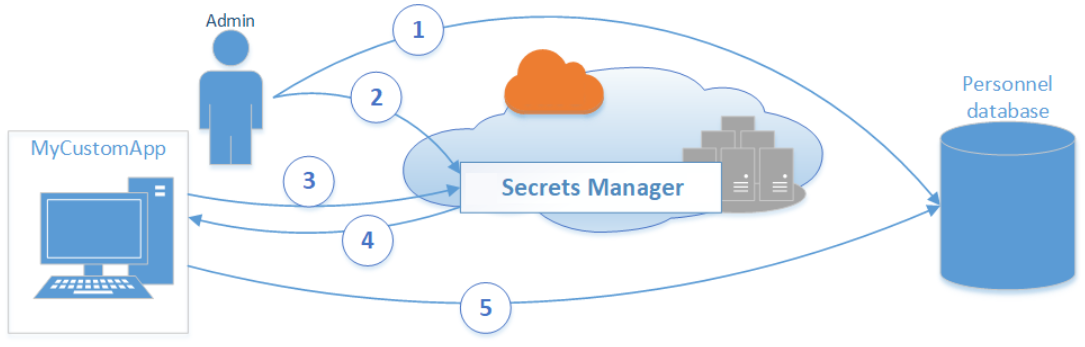 Admin
1
2
Personnel
database
MyCustomApp
3
Secrets Manager
4
5